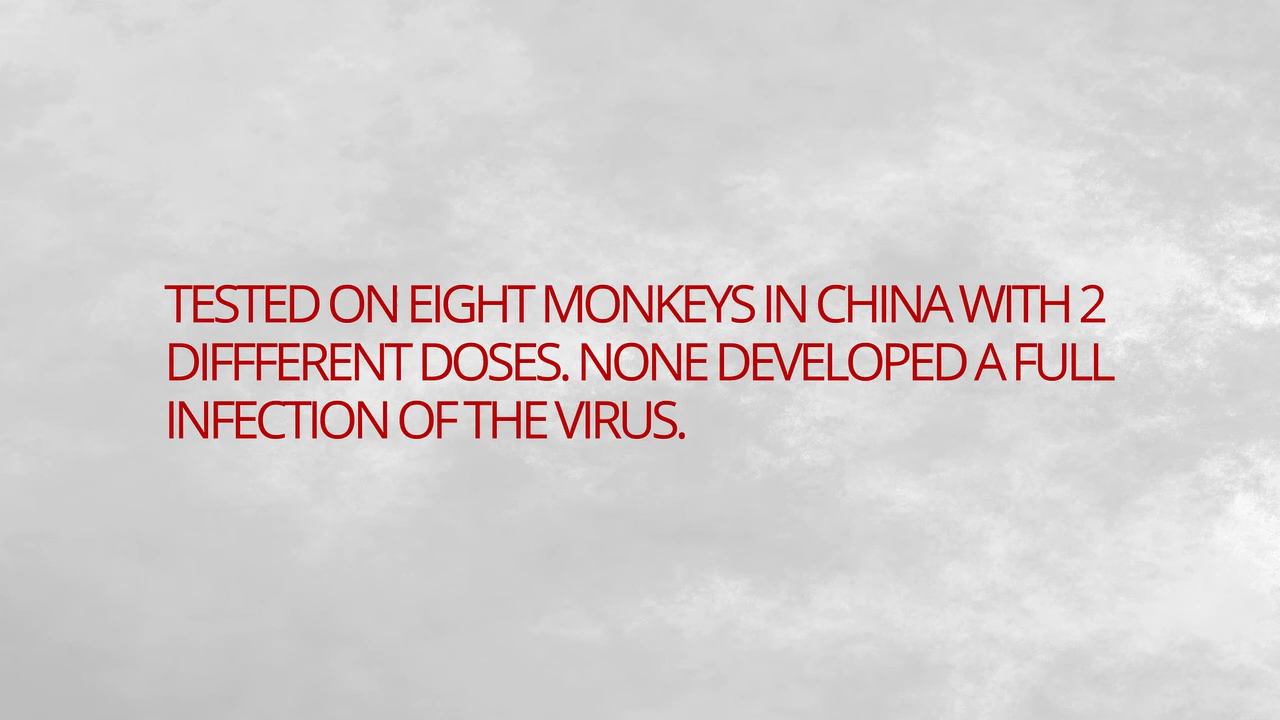 TESTED ON EIGHT MONKEYS IN CHINA WITH 2
DIFFFERENT DOSES. NONE DEVELOPED A FULL
INFECTION OF THE VIRUS.